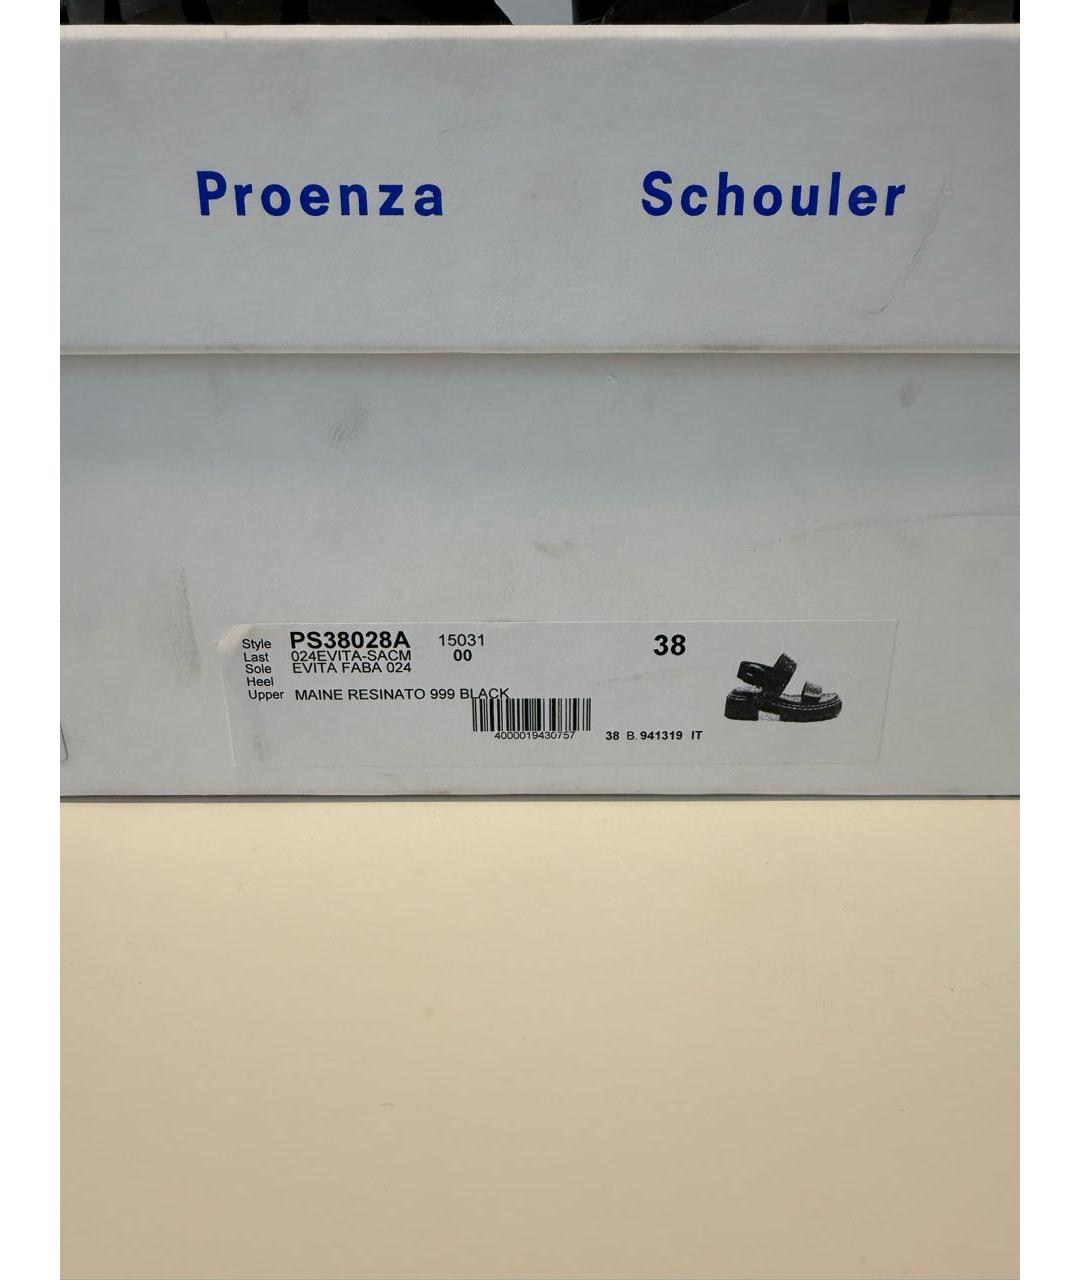 Proenza Schouler
Style PS38028A 15031 38
Last 024EVITA-SACM 00
Sole EVITA FABA 024
Heel
Upper MAINE RESINATO 999 BLACK
4000019430757 38 B. 941319 IT